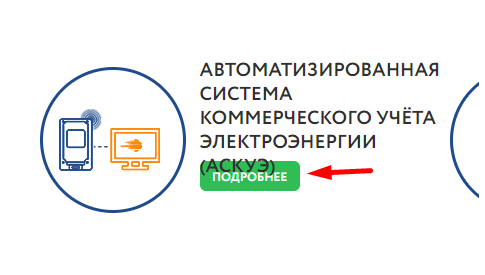 АВТОМАТИЗИРОВАННАЯ
СИСТЕМА
КОММЕРЧЕСКОГО УЧЁТА
ЭЛЕКТРОЭНЕРГИИ
(АСКУЭ)
ПОДРОБНЕЕ